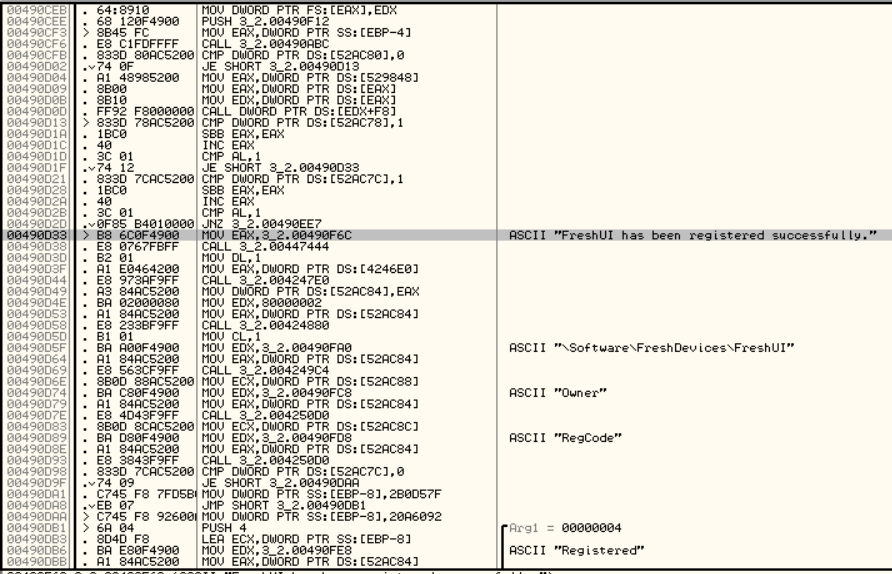 00490CEB . 64:8910 MOV DWORD PTR FS:[EAX],EDX
00490CEE . 68 120F4900 PUSH 3_2.00490F12
00490CF3 > 8B45 FC MOV EAX,DWORD PTR SS:[EBP-4]
00490CF6 . E8 C1FDFFFF CALL 3_2.00490ABC
00490CFB . 833D 80AC5200 CMP DWORD PTR DS:[52AC80],0
00490D02 .v74 0F JE SHORT 3_2.00490D13
00490D04 . A1 48985200 MOV EAX,DWORD PTR DS:[529848]
00490D09 . 8B00 MOV EAX,DWORD PTR DS:[EAX]
00490D0B . 8B10 MOV EDX,DWORD PTR DS:[EAX]
00490D0D . FF92 F8000000 CALL DWORD PTR DS:[EDX+F8]
00490D13 > 833D 78AC5200 CMP DWORD PTR DS:[52AC78],1
00490D1A . 1BC0 SBB EAX,EAX
00490D1C . 40 INC EAX
00490D1D . 3C 01 CMP AL,1
00490D1F .v74 12 JE SHORT 3_2.00490D33
00490D21 . 833D 7CAC5200 CMP DWORD PTR DS:[52AC7C],1
00490D28 . 1BC0 SBB EAX,EAX
00490D2A . 40 INC EAX
00490D2B . 3C 01 CMP AL,1
00490D2D .v0F85 B4010000 JNZ 3_2.00490EE7
00490D33 > B8 6C0F4900 MOV EAX,3_2.00490F6C ASCII "FreshUI has been registered successfully."
00490D38 . E8 0767FBFF CALL 3_2.00447444
00490D3D . B2 01 MOV DL,1
00490D3F . A1 E0464200 MOV EAX,DWORD PTR DS:[4246E0]
00490D44 . E8 973AF9FF CALL 3_2.004247E0
00490D49 . A3 84AC5200 MOV DWORD PTR DS:[52AC84],EAX
00490D4E . BA 02000080 MOV EDX,80000002
00490D53 . A1 84AC5200 MOV EAX,DWORD PTR DS:[52AC84]
00490D58 . E8 233BF9FF CALL 3_2.00424880
00490D5D . B1 01 MOV CL,1
00490D5F . BA A00F4900 MOV EDX,3_2.00490FA0 ASCII "\Software\FreshDevices\FreshUI"
00490D64 . A1 84AC5200 MOV EAX,DWORD PTR DS:[52AC84]
00490D69 . E8 563CF9FF CALL 3_2.004249C4
00490D6E . 8B0D 88AC5200 MOV ECX,DWORD PTR DS:[52AC88]
00490D74 . BA C80F4900 MOV EDX,3_2.00490FC8 ASCII "Owner"
00490D79 . A1 84AC5200 MOV EAX,DWORD PTR DS:[52AC84]
00490D7E . E8 4D43F9FF CALL 3_2.004250D0
00490D83 . 8B0D 8CAC5200 MOV ECX,DWORD PTR DS:[52AC8C]
00490D89 . BA D80F4900 MOV EDX,3_2.00490FD8 ASCII "RegCode"
00490D8E . A1 84AC5200 MOV EAX,DWORD PTR DS:[52AC84]
00490D93 . E8 3843F9FF CALL 3_2.004250D0
00490D98 . 833D 7CAC5200 CMP DWORD PTR DS:[52AC7C],0
00490D9F .v74 09 JE SHORT 3_2.00490DAA
00490DA1 . C745 F8 7FD5B( MOV DWORD PTR SS:[EBP-8],2B0D57F
00490DA8 .vEB 07 JMP SHORT 3_2.00490DB1
00490DAA > C745 F8 92600( MOV DWORD PTR SS:[EBP-8],20A6092
00490DB1 > 6A 04 PUSH 4 Arg1 = 00000004
00490DB3 . 8D4D F8 LEA ECX,DWORD PTR SS:[EBP-8]
00490DB6 . BA E80F4900 MOV EDX,3_2.00490FE8 ASCII "Registered"
00490DBB . A1 84AC5200 MOV EAX,DWORD PTR DS:[52AC84]